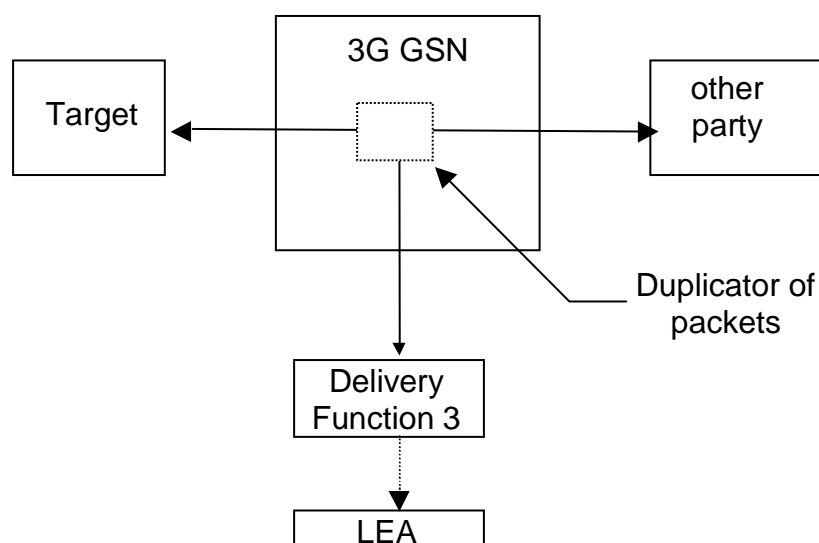 3G GSN
Target
other
party
Duplicator of
packets
Delivery
Function 3
LEA